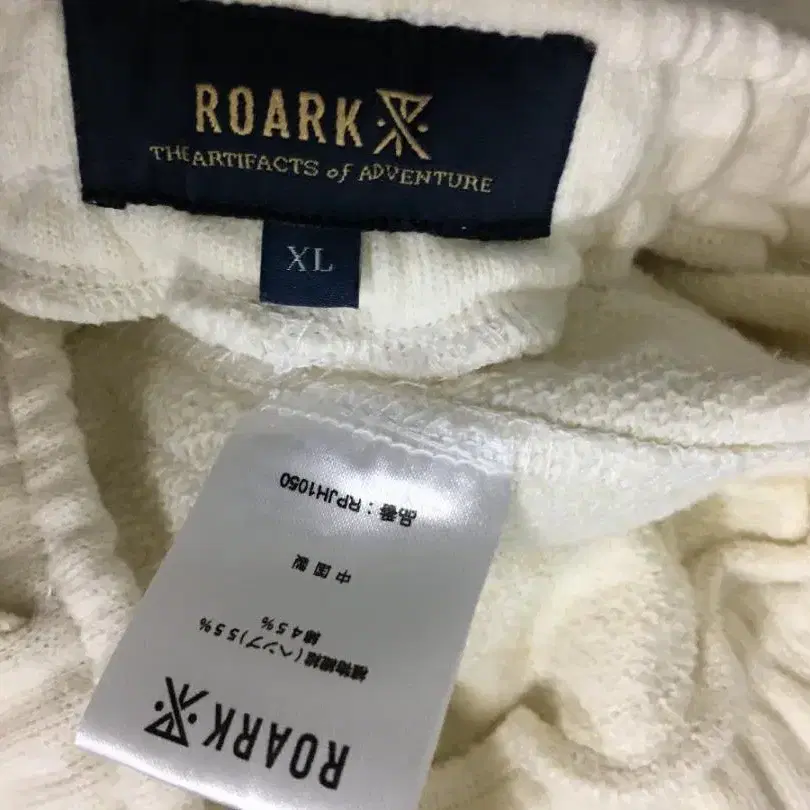 ROARK
THE ARTIFACTS of ADVENTURE
XL
ROARK
植物繊維(ヘンプ)55%
綿45%
中国製
品番:RPJH1050